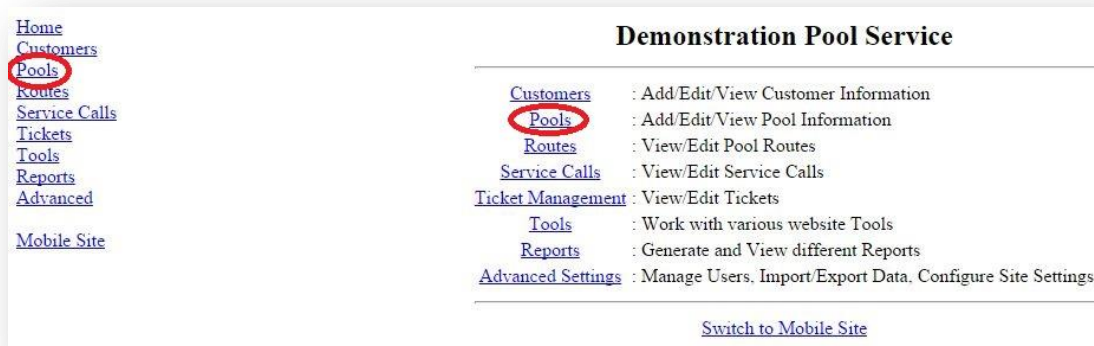 Home
Customers
Pools
Routes
Service Calls
Tickets
Tools
Reports
Advanced
Mobile Site
Demonstration Pool Service
Customers : Add/Edit/View Customer Information
Pools : Add/Edit/View Pool Information
Routes : View/Edit Pool Routes
Service Calls : View/Edit Service Calls
Ticket Management : View/Edit Tickets
Tools : Work with various website Tools
Reports : Generate and View different Reports
Advanced Settings : Manage Users, Import/Export Data, Configure Site Settings
Switch to Mobile Site